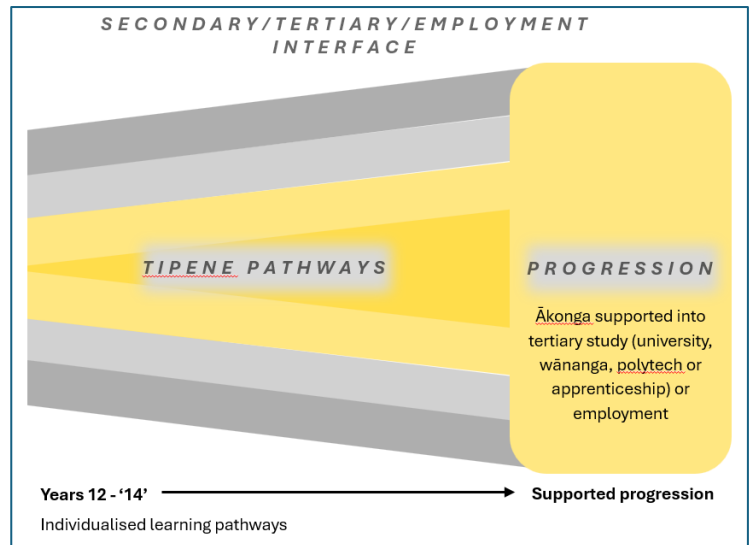 SECONDARY/TERTIARY/EMPLOYMENT
INTERFACE
TIPENE PATHWAYS
PROGRESSION
Ākonga supported into
tertiary study (university,
wānanga, polytech or
apprenticeship) or
employment
Years 12 - ‘14’
Supported progression
Individualised learning pathways